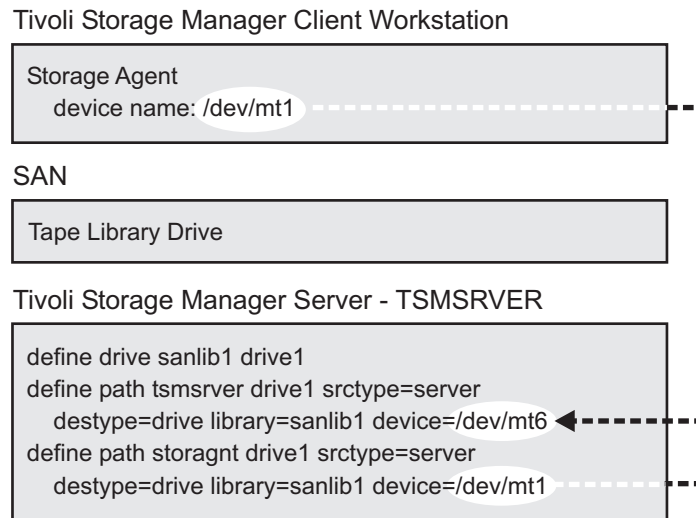 Tivoli Storage Manager Client Workstation
Storage Agent
device name: /dev/mt1
SAN
Tape Library Drive
Tivoli Storage Manager Server - TSMSRVER
define drive sanlib1 drive1
define path tsmsrver drive1 srctype=server
destype=drive library=sanlib1 device=/dev/mt6
define path storagnt drive1 srctype=server
destype=drive library=sanlib1 device=/dev/mt1